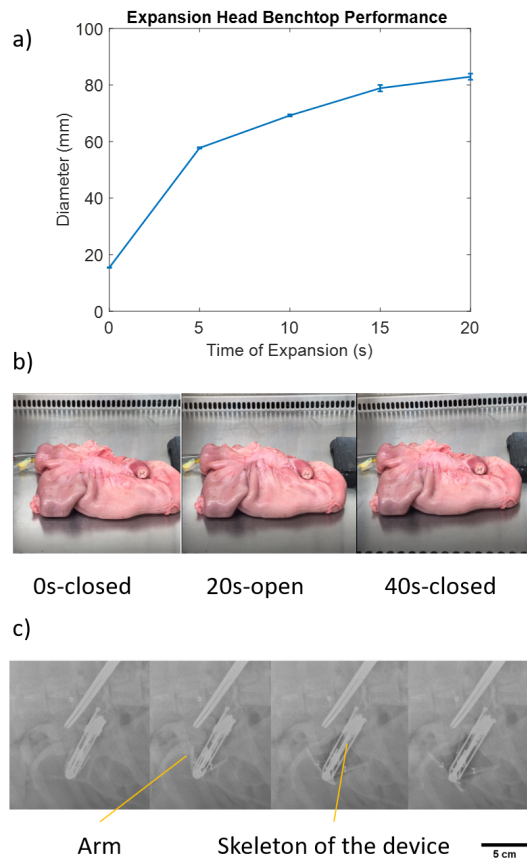 a)
Expansion Head Benchtop Performance
100
80
60
40
20
0
Diameter (mm)
0 5 10 15 20
Time of Expansion (s)
b)
0s-closed 20s-open 40s-closed
c)
Arm Skeleton of the device
5 cm